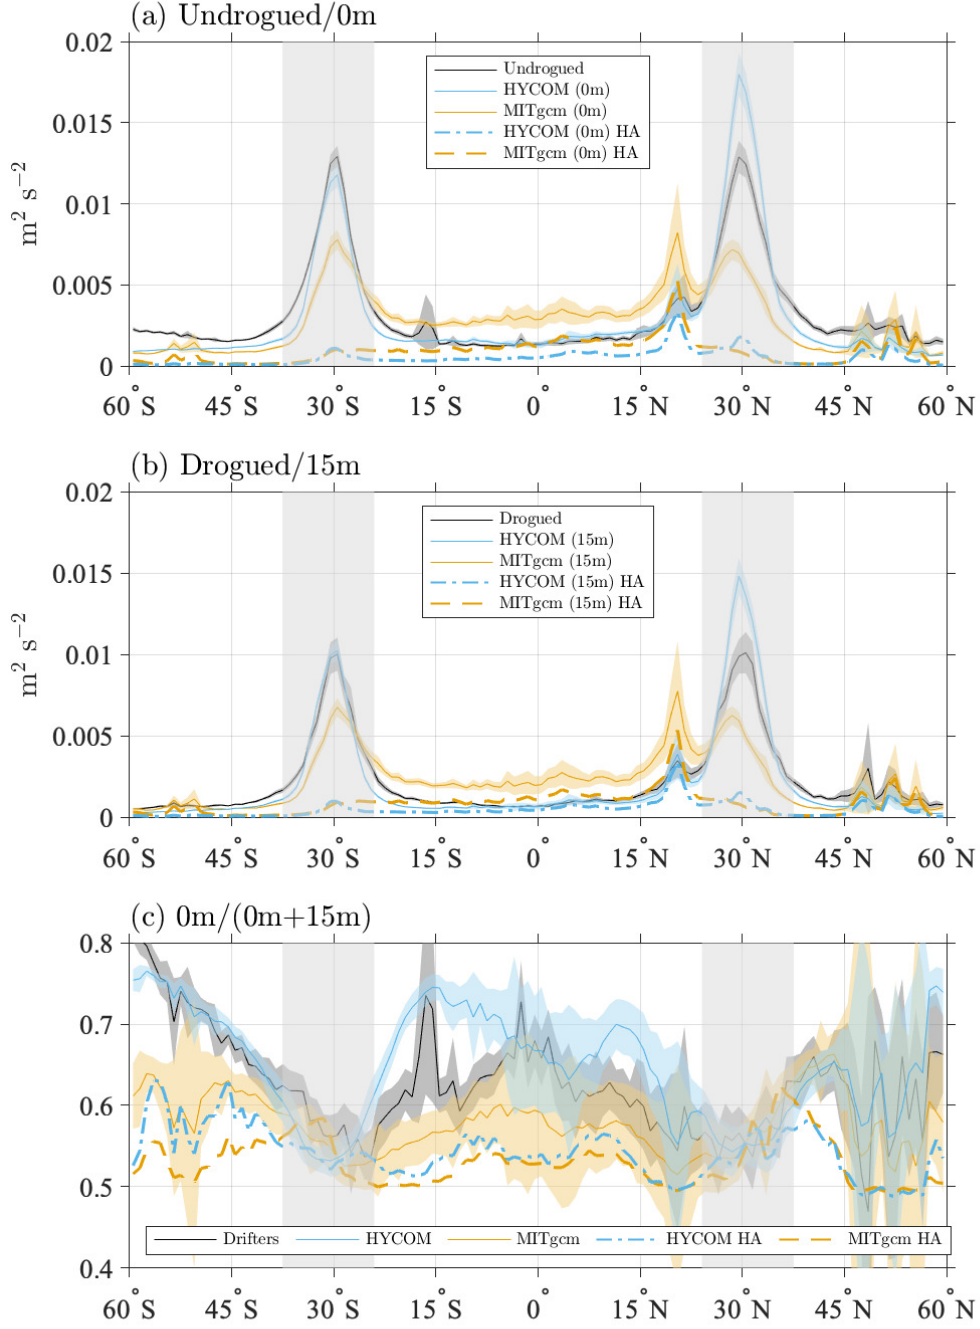 (a) Undrogued/0m
0.02
0.015
0.01
0.005
0
m² s⁻²
Undrogued
HYCOM (0m)
MITgcm (0m)
HYCOM (0m) HA
MITgcm (0m) HA
60°S 45°S 30°S 15°S 0° 15°N 30°N 45°N 60°N
(b) Drogued/15m
0.02
0.015
0.01
0.005
0
m² s⁻²
Drogued
HYCOM (15m)
MITgcm (15m)
HYCOM (15m) HA
MITgcm (15m) HA
60°S 45°S 30°S 15°S 0° 15°N 30°N 45°N 60°N
(c) 0m/(0m+15m)
0.8
0.7
0.6
0.5
0.4
Drifters HYCOM MITgcm HYCOM HA MITgcm HA
60°S 45°S 30°S 15°S 0° 15°N 30°N 45°N 60°N